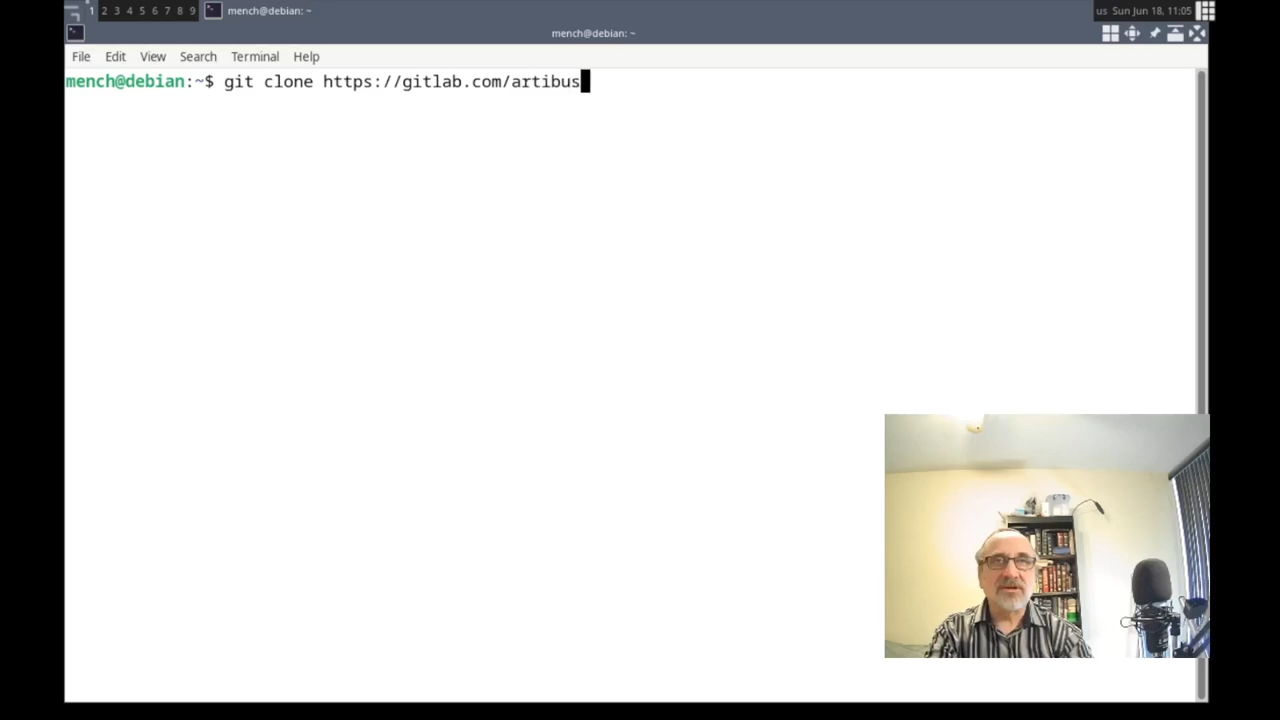 1 2 3 4 5 6 7 8 9 mench@debian: ~ us Sun Jun 18, 11:05
mench@debian: ~
File Edit View Search Terminal Help
mench@debian:~$ git clone https://gitlab.com/artibus